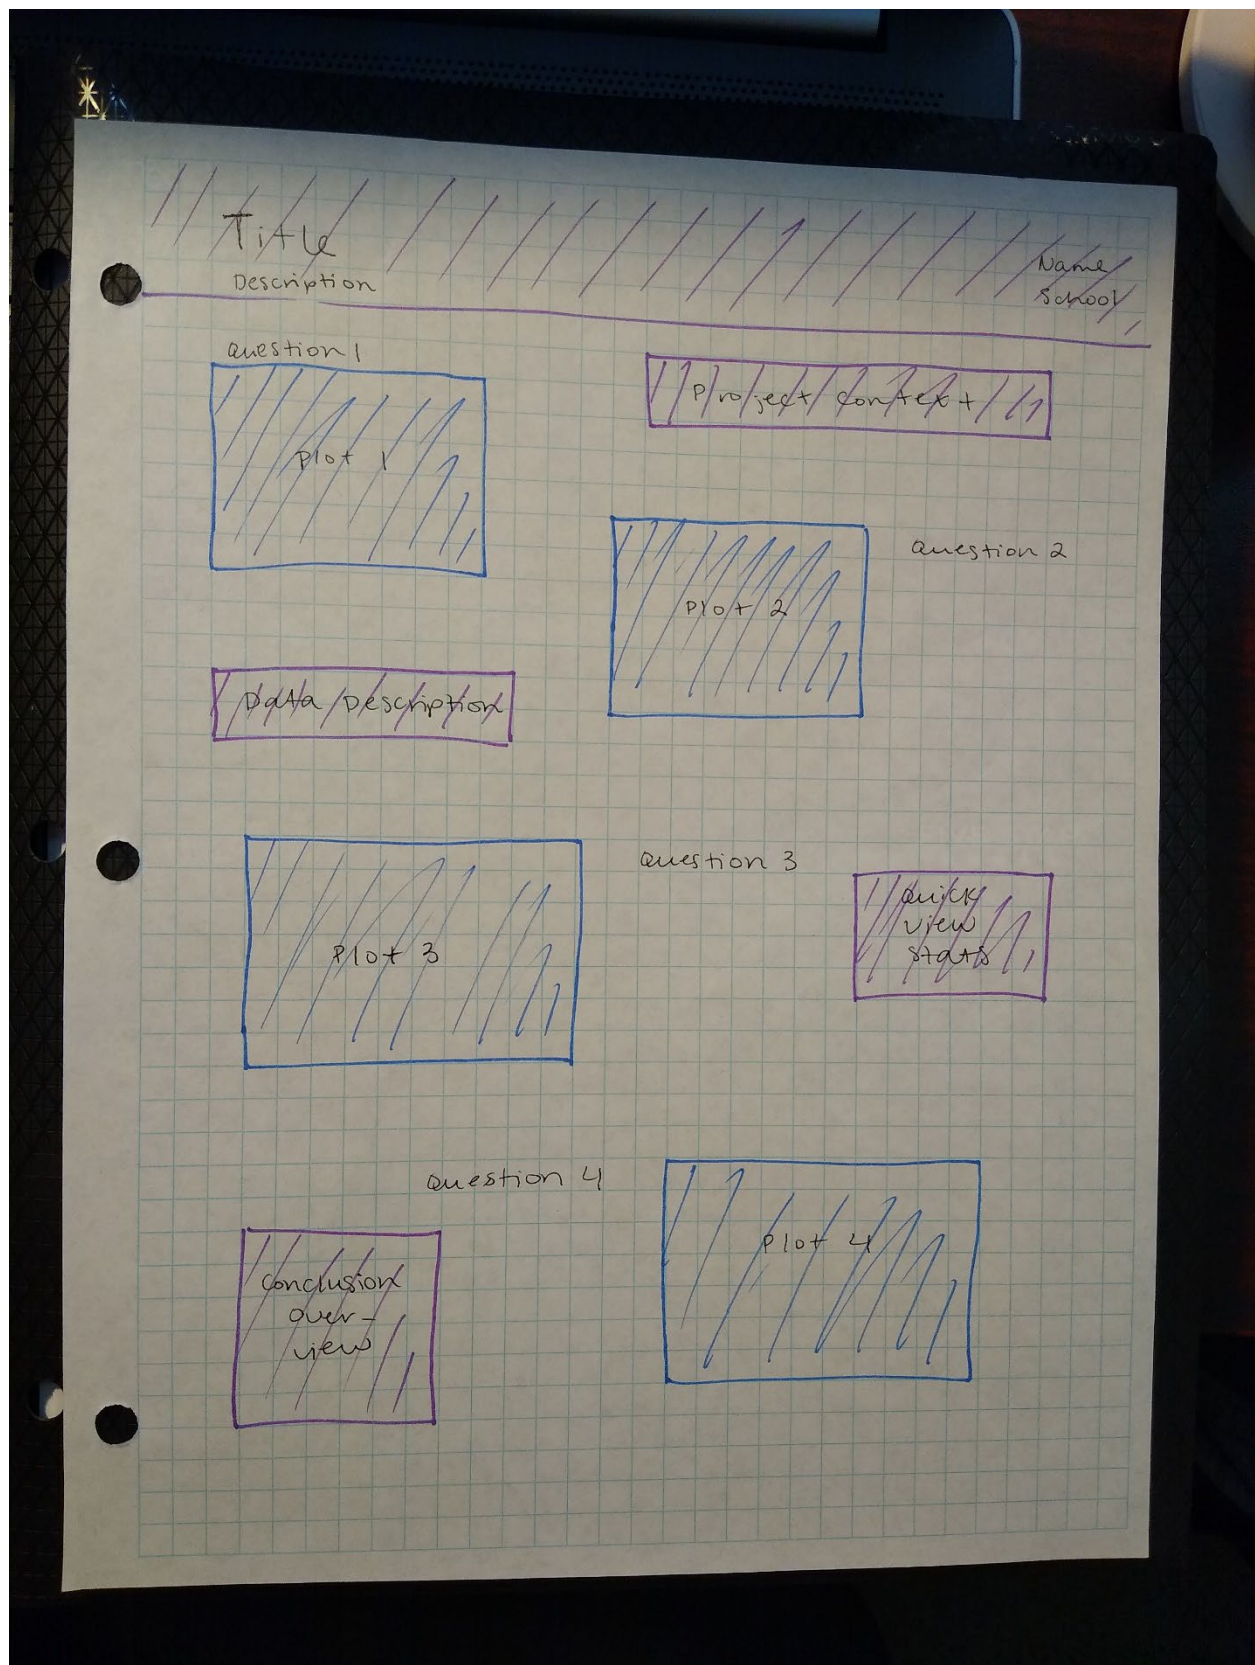 Title
Description
Name
School
Question 1
Plot 1
Project context
Question 2
Plot 2
Data Description
Question 3
Plot 3
Quick
view
stats
Question 4
Plot 4
Conclusion
over-
view